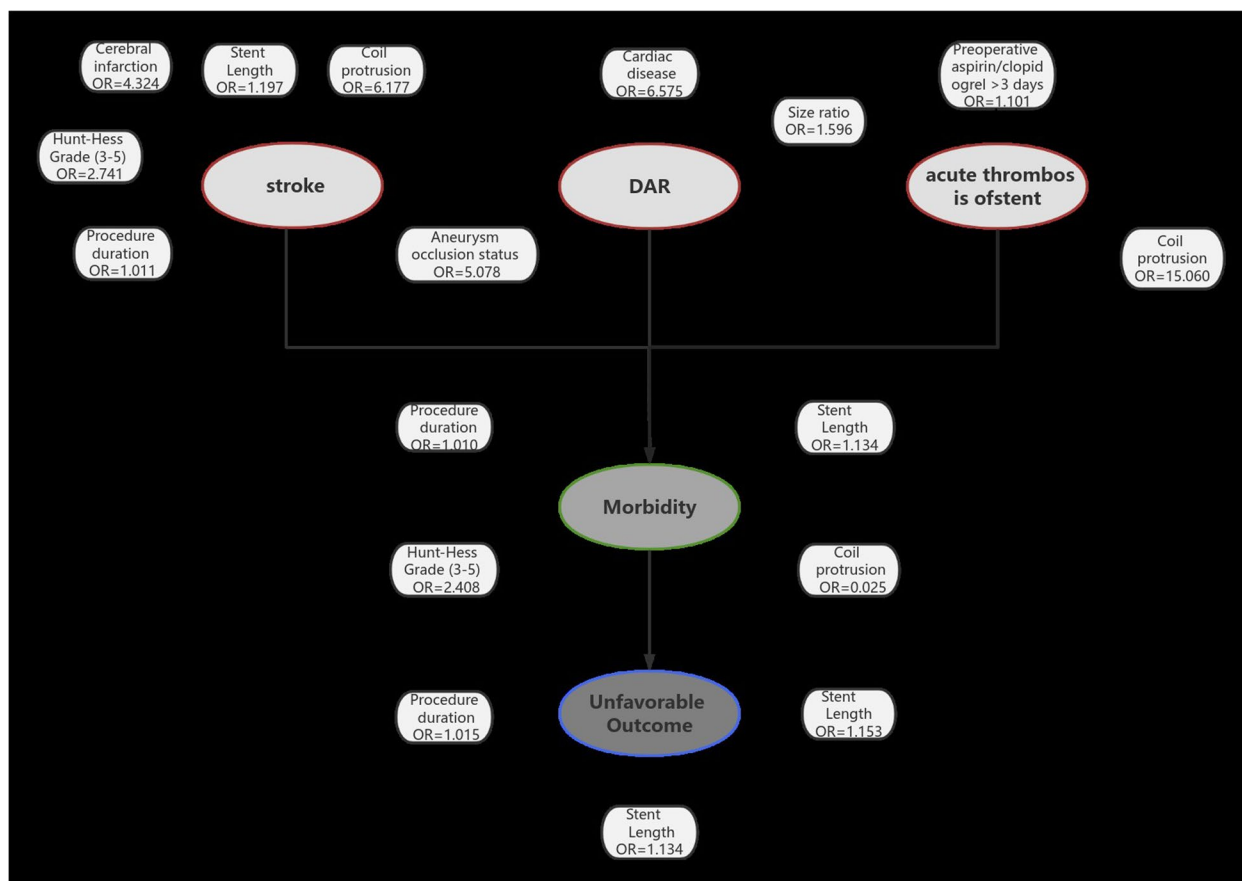 Cerebral
infarction
OR=4.324
Stent
Length
OR=1.197
Coil
protrusion
OR=6.177
Cardiac
disease
OR=6.575
Preoperative
aspirin/clopid
ogrel >3 days
OR=1.101
Size ratio
OR=1.596
Hunt-Hess
Grade (3-5)
OR=2.741
stroke
DAR
acute thrombos
is ofstent
Procedure
duration
OR=1.011
Aneurysm
occlusion status
OR=5.078
Coil
protrusion
OR=15.060
Procedure
duration
OR=1.010
Stent
Length
OR=1.134
Morbidity
Hunt-Hess
Grade (3-5)
OR=2.408
Coil
protrusion
OR=0.025
Procedure
duration
OR=1.015
Unfavorable
Outcome
Stent
Length
OR=1.153
Stent
Length
OR=1.134